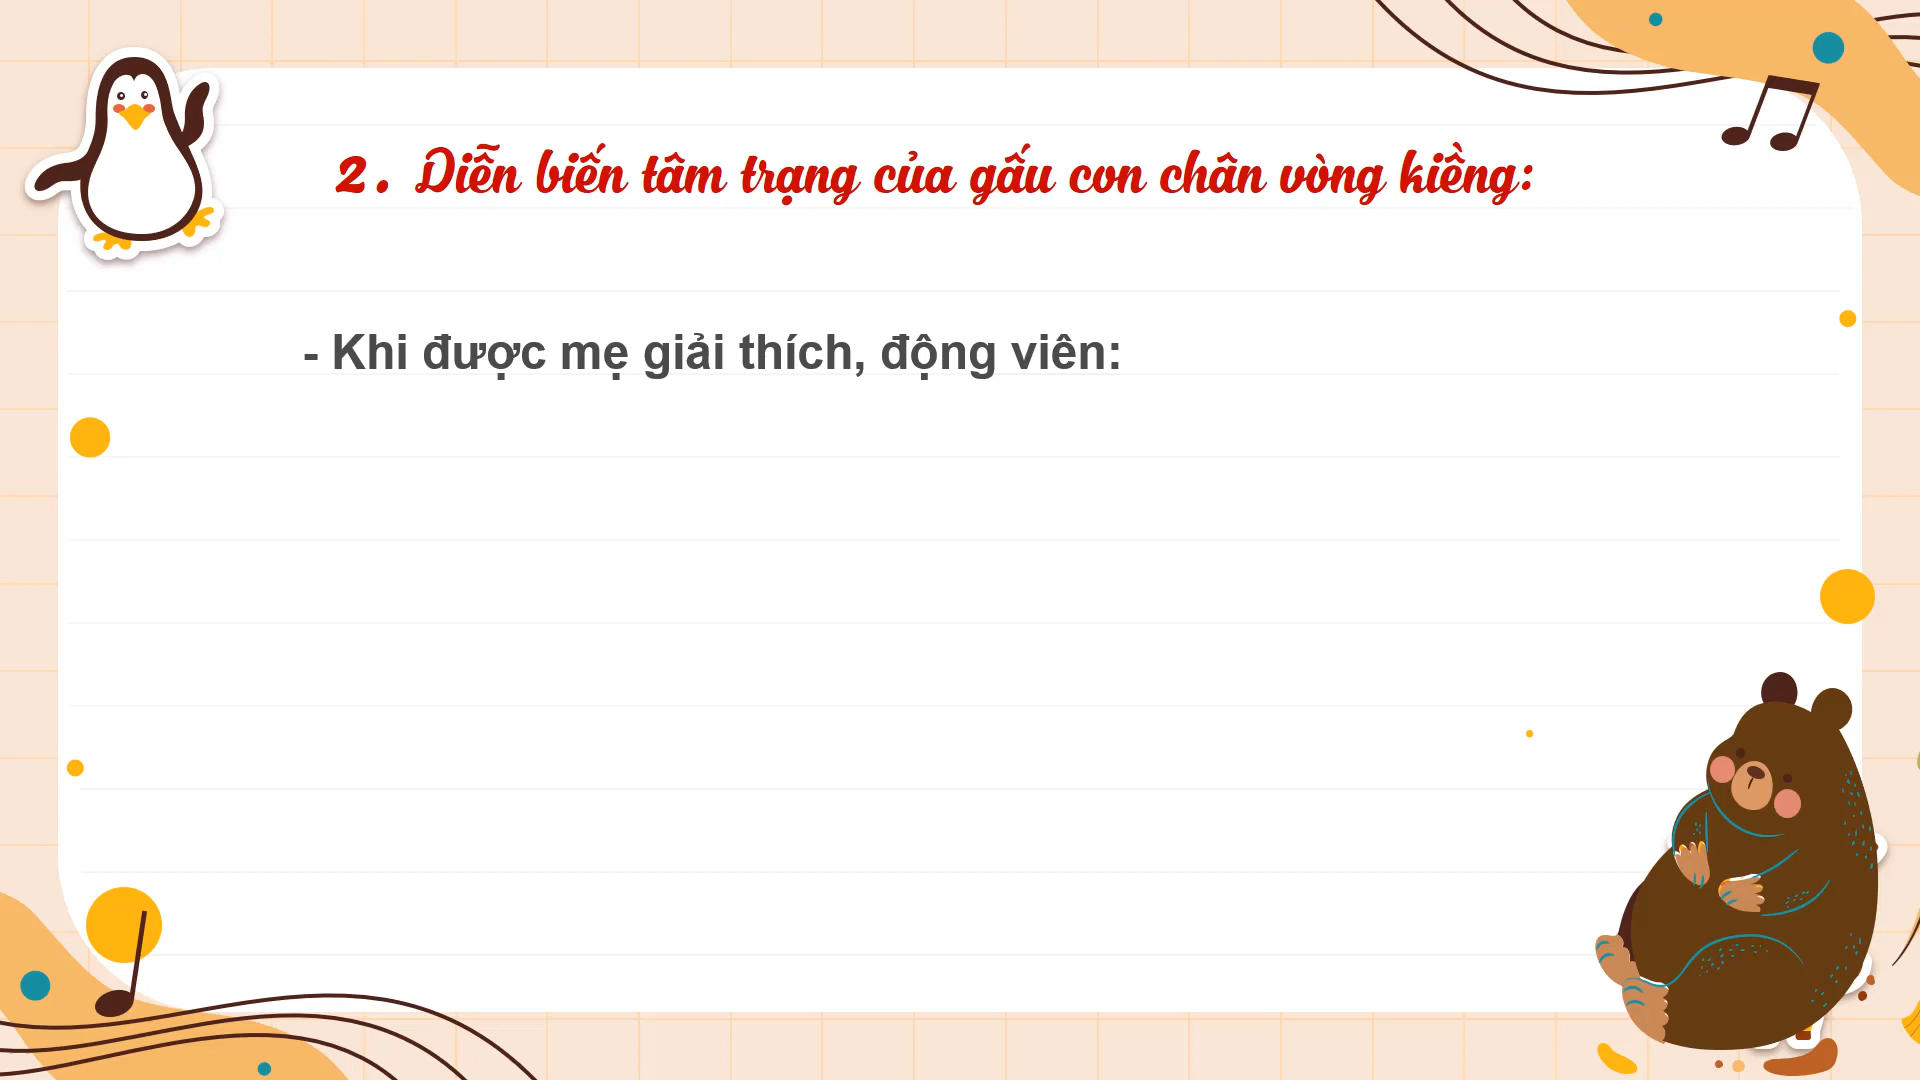 2. Diễn biến tâm trạng của gấu con chân vòng kiềng:
- Khi được mẹ giải thích, động viên: